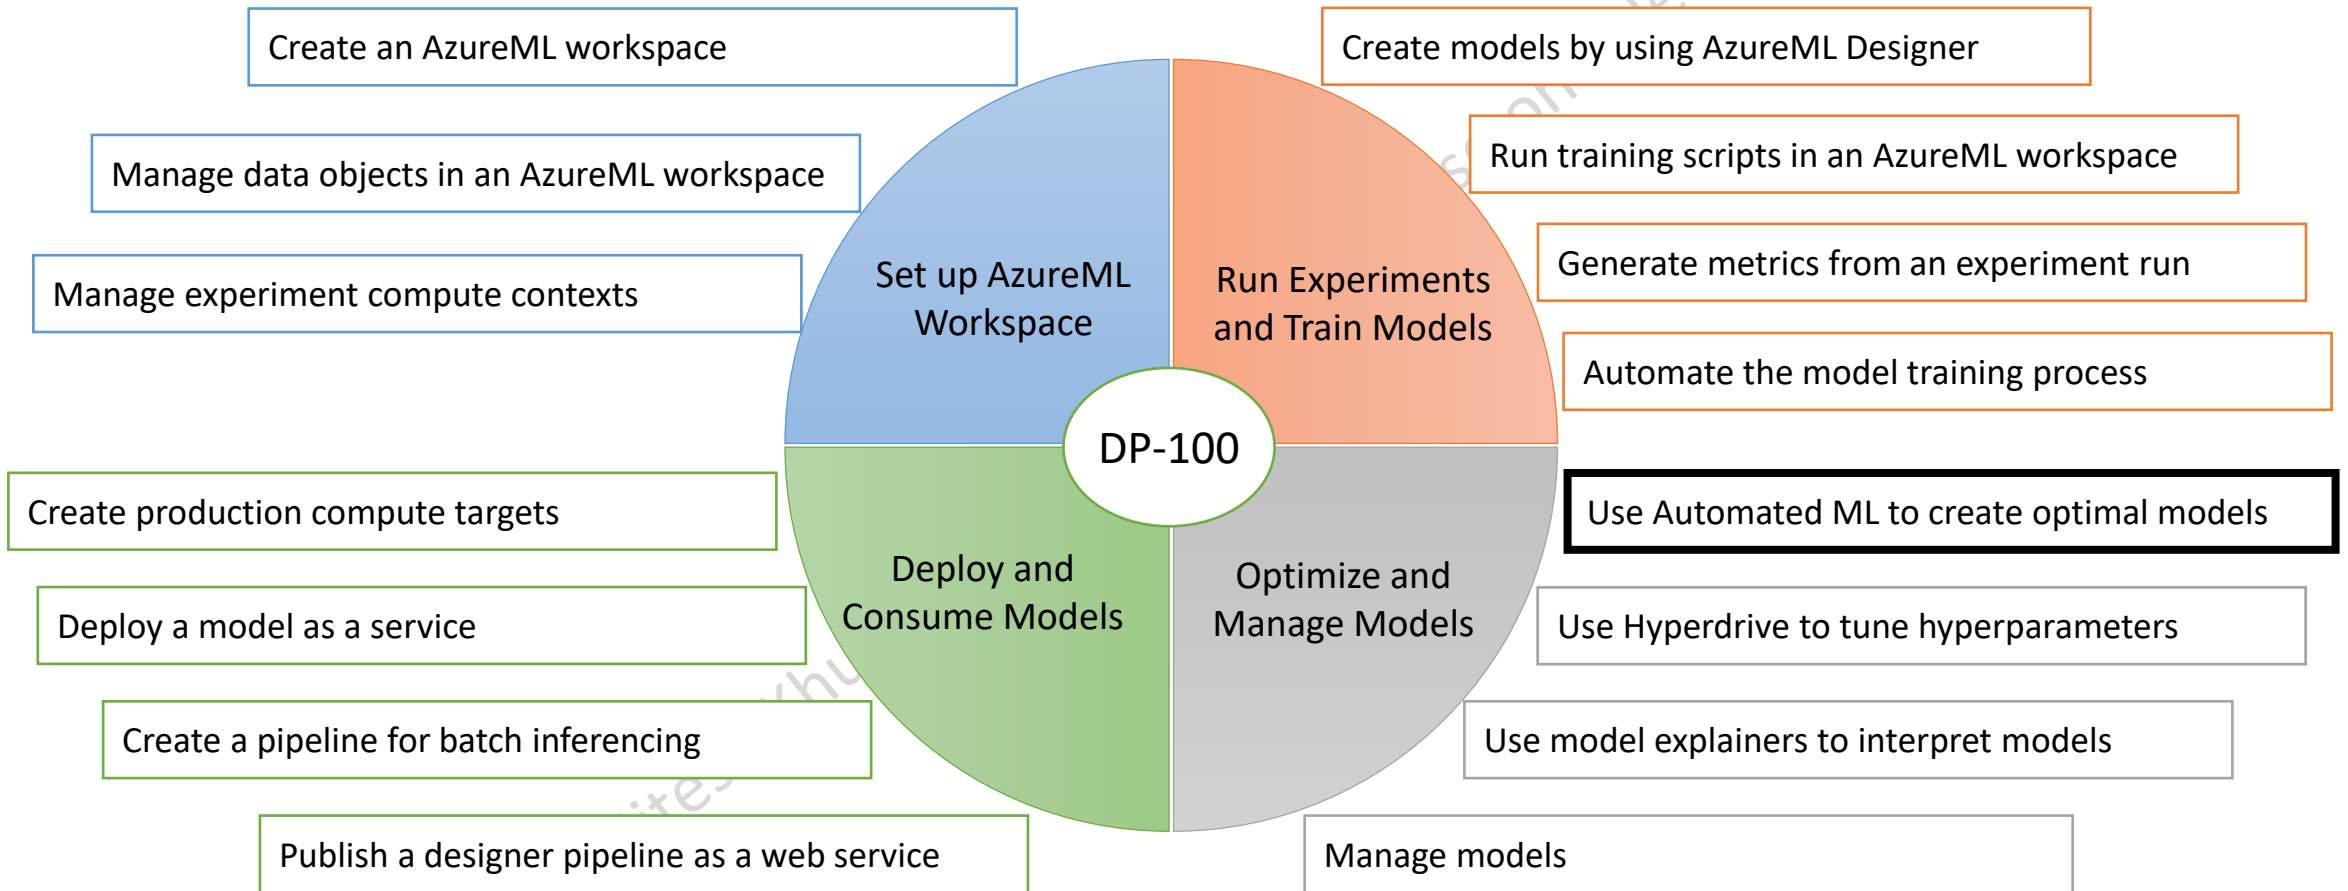 Create an AzureML workspace
Manage data objects in an AzureML workspace
Manage experiment compute contexts
Set up AzureML
Workspace
Create models by using AzureML Designer
Run training scripts in an AzureML workspace
Generate metrics from an experiment run
Automate the model training process
Run Experiments
and Train Models
DP-100
Create production compute targets
Deploy a model as a service
Create a pipeline for batch inferencing
Publish a designer pipeline as a web service
Deploy and
Consume Models
Optimize and
Manage Models
Use Automated ML to create optimal models
Use Hyperdrive to tune hyperparameters
Use model explainers to interpret models
Manage models